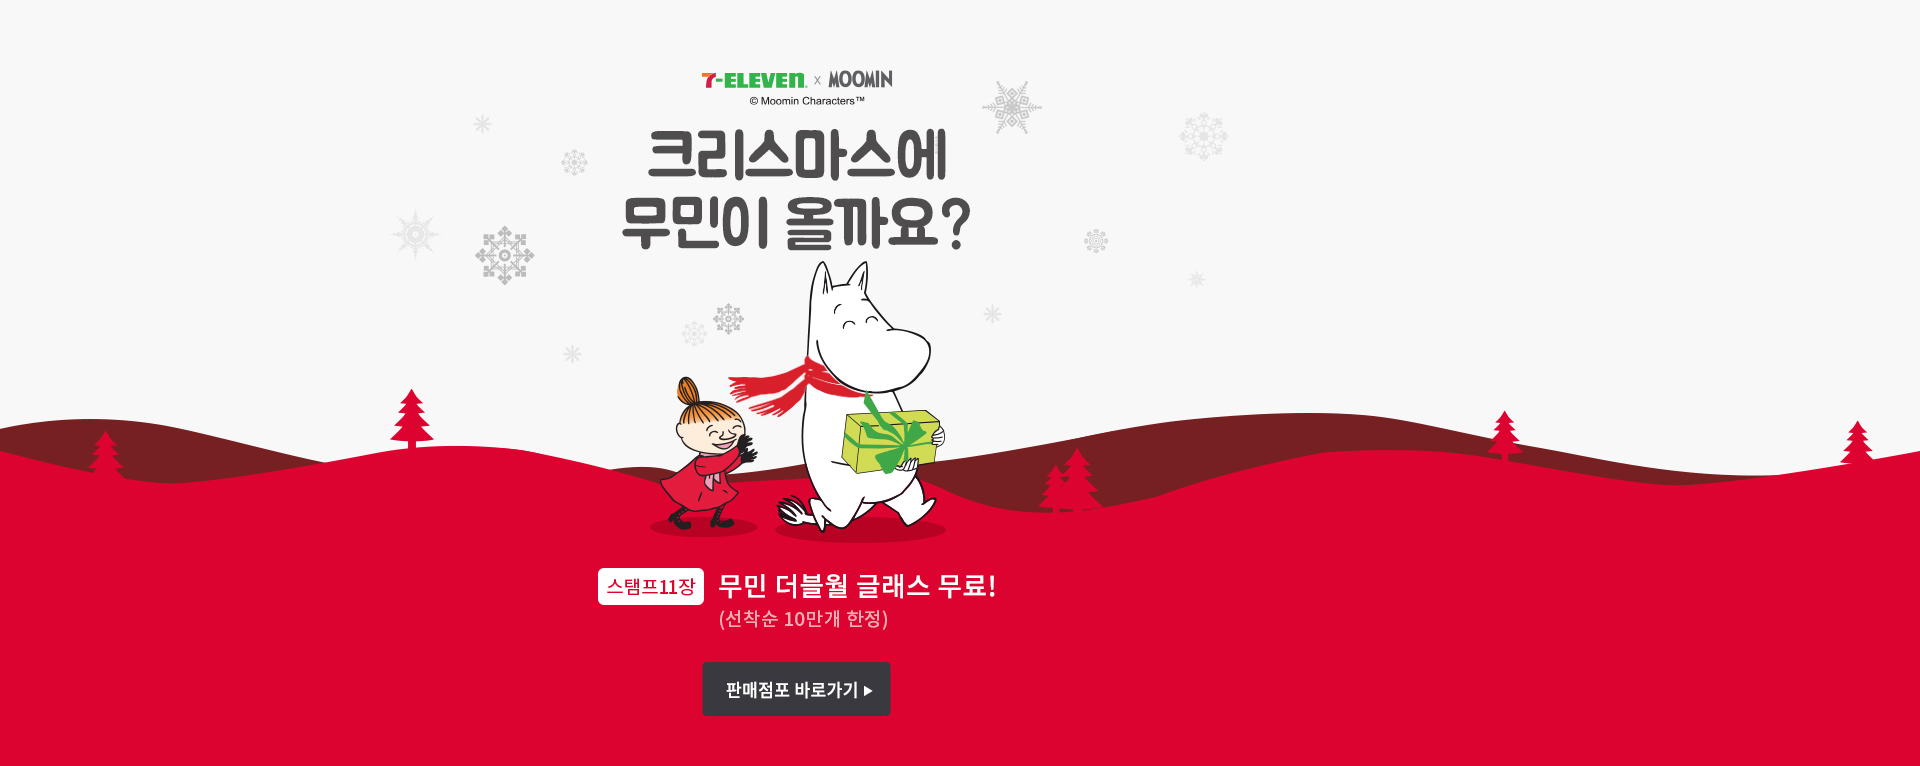 7-ELEVEN. x MOOMIN
© Moomin Characters™
크리스마스에
무민이 올까요?
스탬프11장 무민 더블월 글래스 무료!
(선착순 10만개 한정)
판매점포 바로가기 ▶